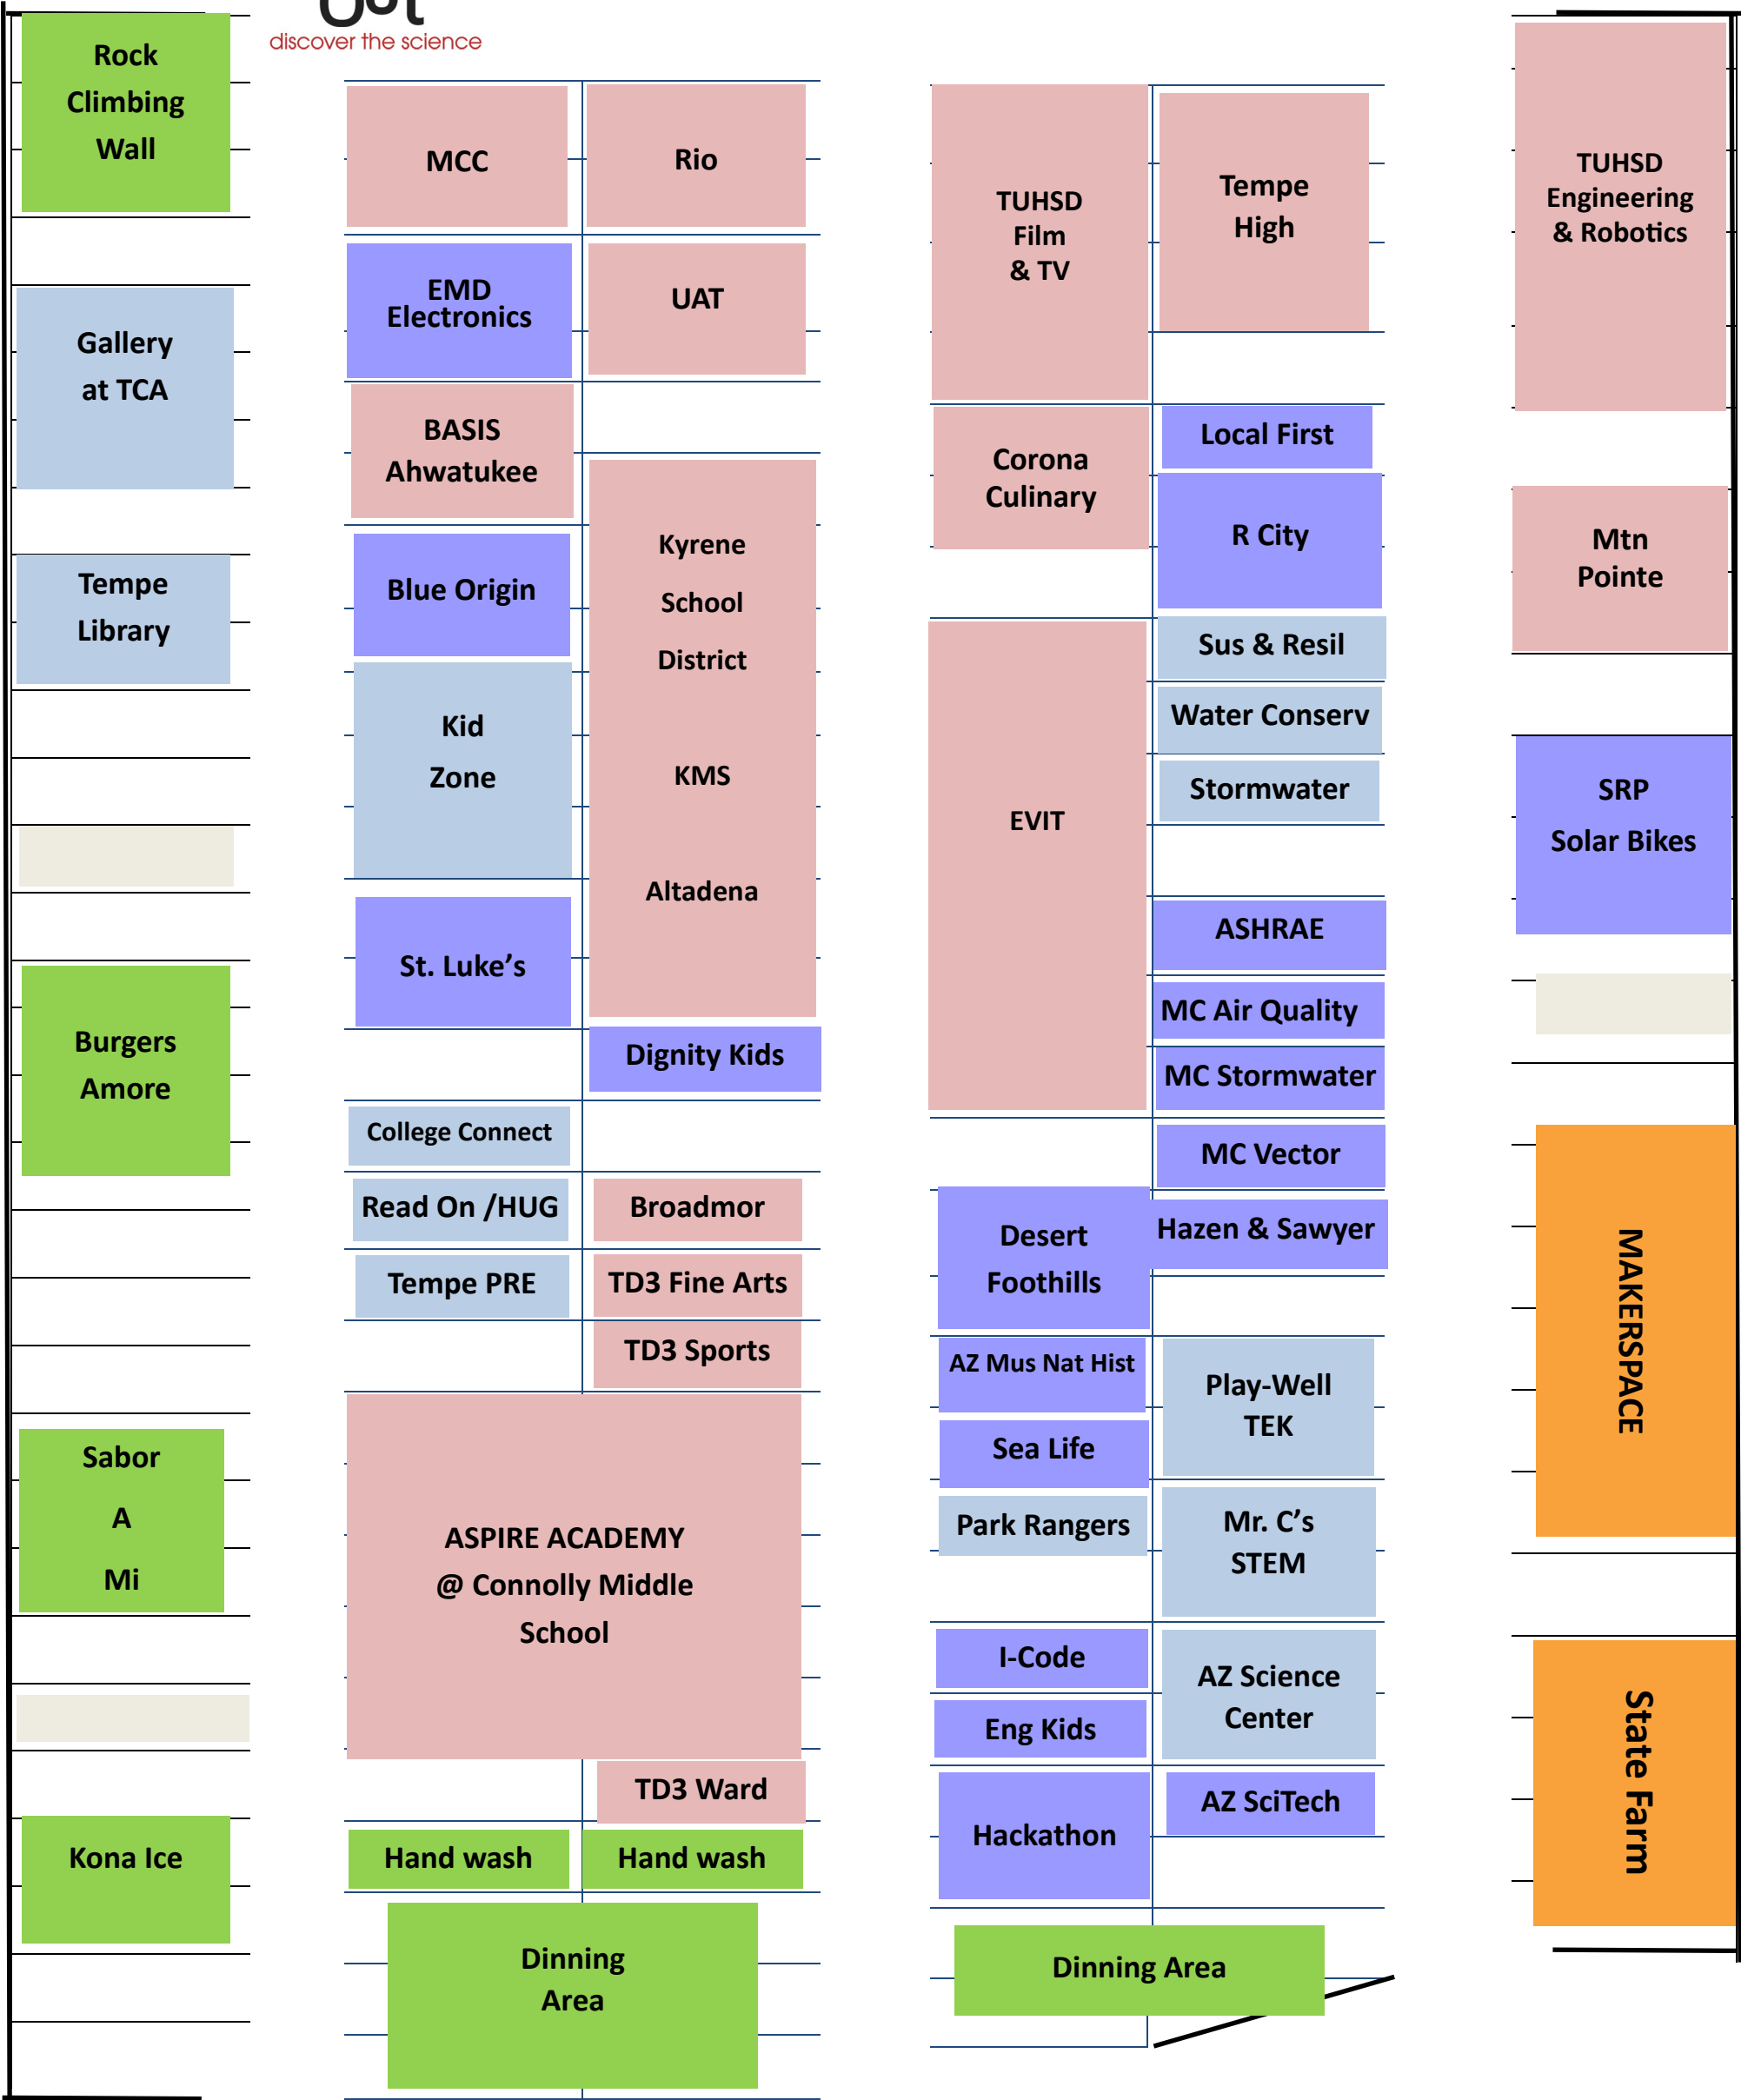 out
discover the science
Rock
Climbing
Wall
Gallery
at TCA
Tempe
Library
Burgers
Amore
Sabor
A
Mi
Kona Ice
MCC
Rio
EMD
Electronics
UAT
BASIS
Ahwatukee
Blue Origin
Kyrene
School
District
KMS
Altadena
Kid
Zone
St. Luke’s
Dignity Kids
College Connect
Read On /HUG
Broadmor
Tempe PRE
TD3 Fine Arts
TD3 Sports
ASPIRE ACADEMY
@ Connolly Middle
School
TD3 Ward
Hand wash
Hand wash
Dinning
Area
TUHSD
Film
& TV
Tempe
High
Corona
Culinary
Local First
R City
EVIT
Sus & Resil
Water Conserv
Stormwater
ASHRAE
MC Air Quality
MC Stormwater
MC Vector
Desert
Foothills
Hazen & Sawyer
AZ Mus Nat Hist
Play-Well
TEK
Sea Life
Park Rangers
Mr. C’s
STEM
I-Code
AZ Science
Center
Eng Kids
Hackathon
AZ SciTech
Dinning Area
TUHSD
Engineering
& Robotics
Mtn
Pointe
SRP
Solar Bikes
MAKERSPACE
State Farm